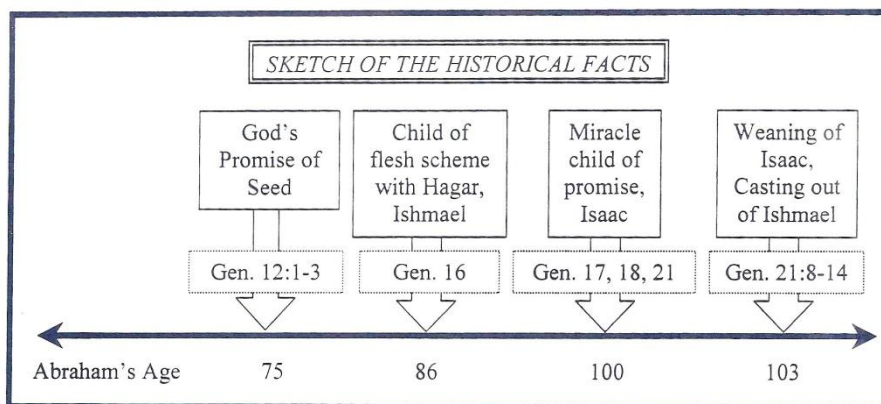 SKETCH OF THE HISTORICAL FACTS
God's
Promise of
Seed
Child of
flesh scheme
with Hagar,
Ishmael
Miracle
child of
promise,
Isaac
Weaning of
Isaac,
Casting out
of Ishmael
Gen. 12:1-3
Gen. 16
Gen. 17, 18, 21
Gen. 21:8-14
Abraham's Age 75 86 100 103